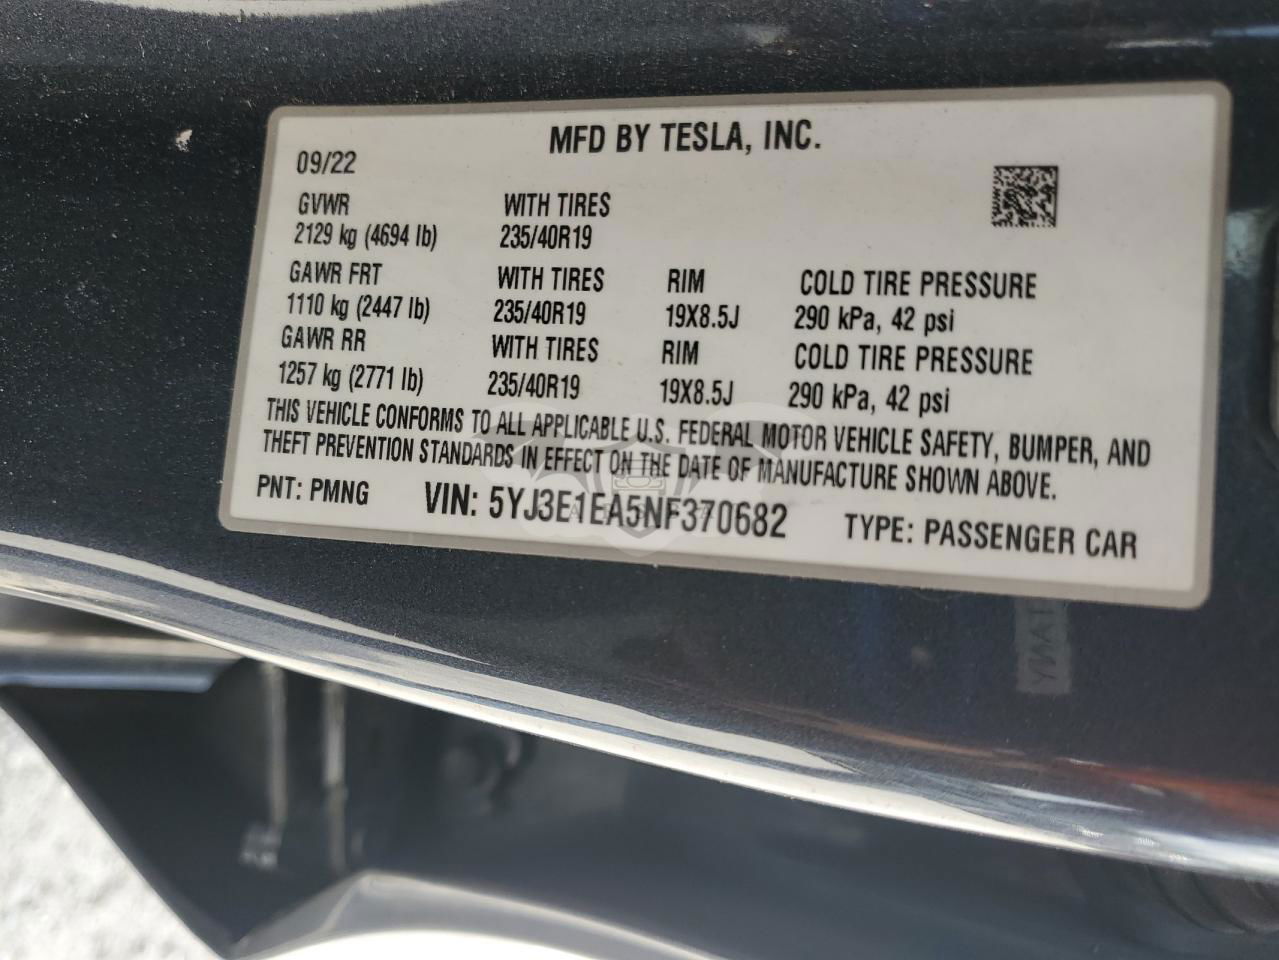 MFD BY TESLA, INC.
09/22
GVWR WITH TIRES
2129 kg (4694 lb) 235/40R19
GAWR FRT WITH TIRES RIM COLD TIRE PRESSURE
1110 kg (2447 lb) 235/40R19 19X8.5J 290 kPa, 42 psi
GAWR RR WITH TIRES RIM COLD TIRE PRESSURE
1257 kg (2771 lb) 235/40R19 19X8.5J 290 kPa, 42 psi
THIS VEHICLE CONFORMS TO ALL APPLICABLE U.S. FEDERAL MOTOR VEHICLE SAFETY, BUMPER, AND
THEFT PREVENTION STANDARDS IN EFFECT ON THE DATE OF MANUFACTURE SHOWN ABOVE.
PNT: PMNG VIN: 5YJ3E1EA5NF370682 TYPE: PASSENGER CAR